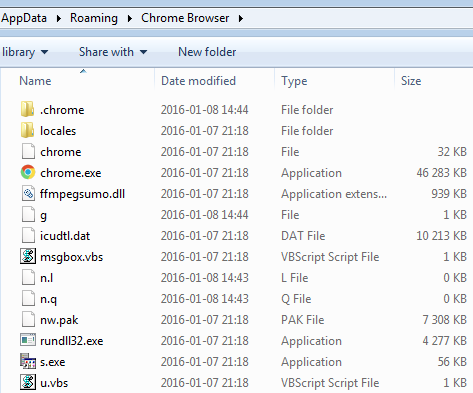 AppData Roaming Chrome Browser
library Share with New folder
Name Date modified Type Size
.chrome 2016-01-08 14:44 File folder
locales 2016-01-07 21:18 File folder
chrome 2016-01-07 21:18 File 32 KB
chrome.exe 2016-01-07 21:18 Application 46 283 KB
ffmpegsumo.dll 2016-01-07 21:18 Application extens... 939 KB
g 2016-01-08 14:44 File 1 KB
icudtl.dat 2016-01-07 21:18 DAT File 10 213 KB
msgbox.vbs 2016-01-07 21:18 VBScript Script File 1 KB
n.l 2016-01-08 14:43 L File 0 KB
n.q 2016-01-08 14:43 Q File 0 KB
nw.pak 2016-01-07 21:18 PAK File 7 308 KB
rundll32.exe 2016-01-07 21:18 Application 4 277 KB
s.exe 2016-01-07 21:18 Application 56 KB
u.vbs 2016-01-07 21:18 VBScript Script File 1 KB